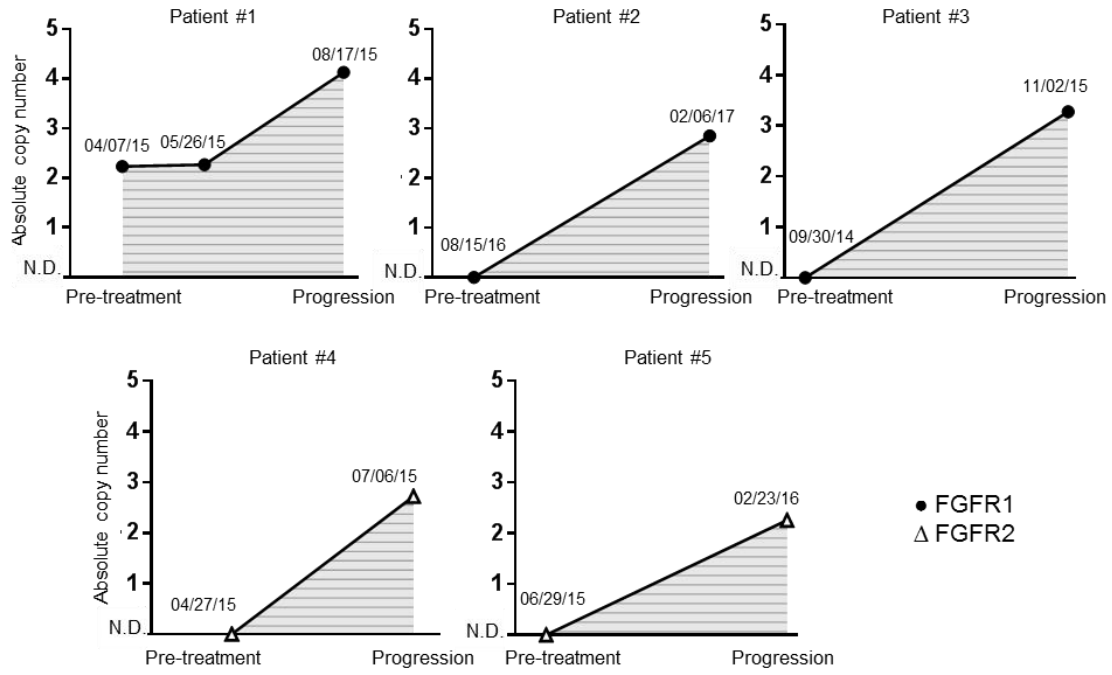 Patient #1
Absolute copy number
5
4
3
2
1
N.D.
04/07/15
05/26/15
08/17/15
Pre-treatment
Progression
Patient #2
5
4
3
2
1
08/15/16
02/06/17
Pre-treatment
Progression
Patient #3
5
4
3
2
1
09/30/14
11/02/15
Pre-treatment
Progression
Patient #4
Absolute copy number
5
4
3
2
1
N.D.
04/27/15
07/06/15
Pre-treatment
Progression
Patient #5
5
4
3
2
1
N.D.
06/29/15
02/23/16
Pre-treatment
Progression
FGFR1
FGFR2